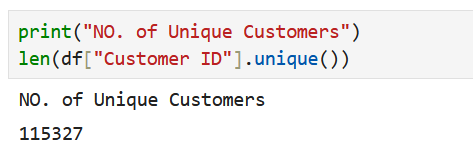 print("NO. of Unique Customers")
len(df["Customer ID"].unique())
NO. of Unique Customers
115327